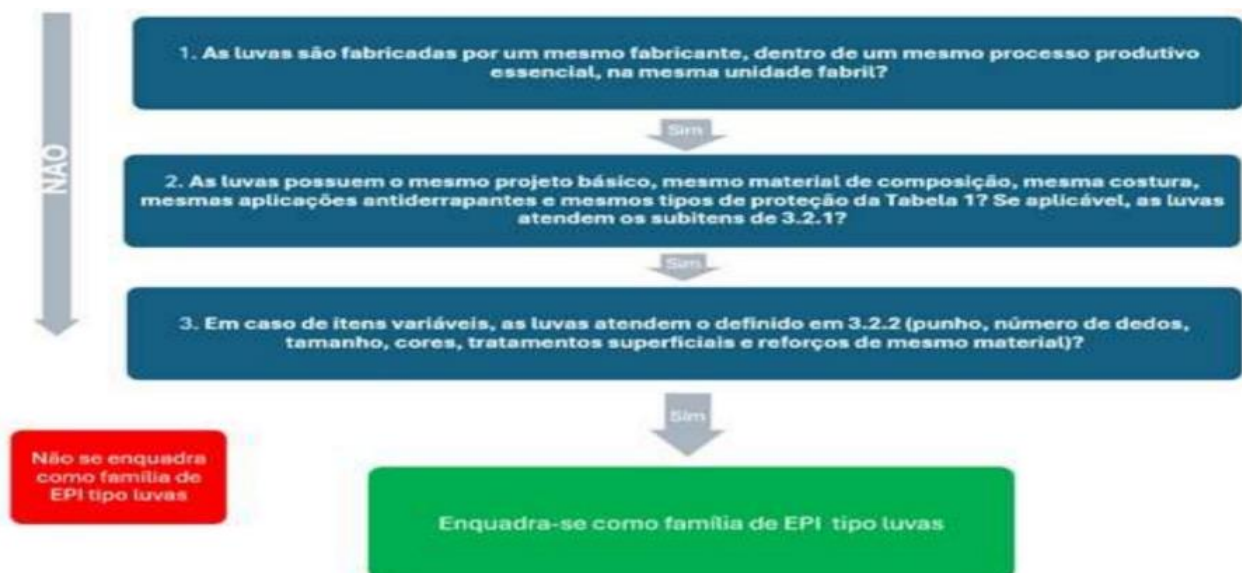 1. As luvas são fabricadas por um mesmo fabricante, dentro de um mesmo processo produtivo
essencial, na mesma unidade fabril?
Sim
NÃO
2. As luvas possuem o mesmo projeto básico, mesmo material de composição, mesma costura,
mesmas aplicações antiderrapantes e mesmos tipos de proteção da Tabela 1? Se aplicável, as luvas
atendem os subitens de 3.2.1?
Sim
3. Em caso de itens variáveis, as luvas atendem o definido em 3.2.2 (punho, número de dedos,
tamanho, cores, tratamentos superficiais e reforços de mesmo material)?
Sim
Não se enquadra
como família de
EPI tipo luvas
Enquadra-se como família de EPI tipo luvas